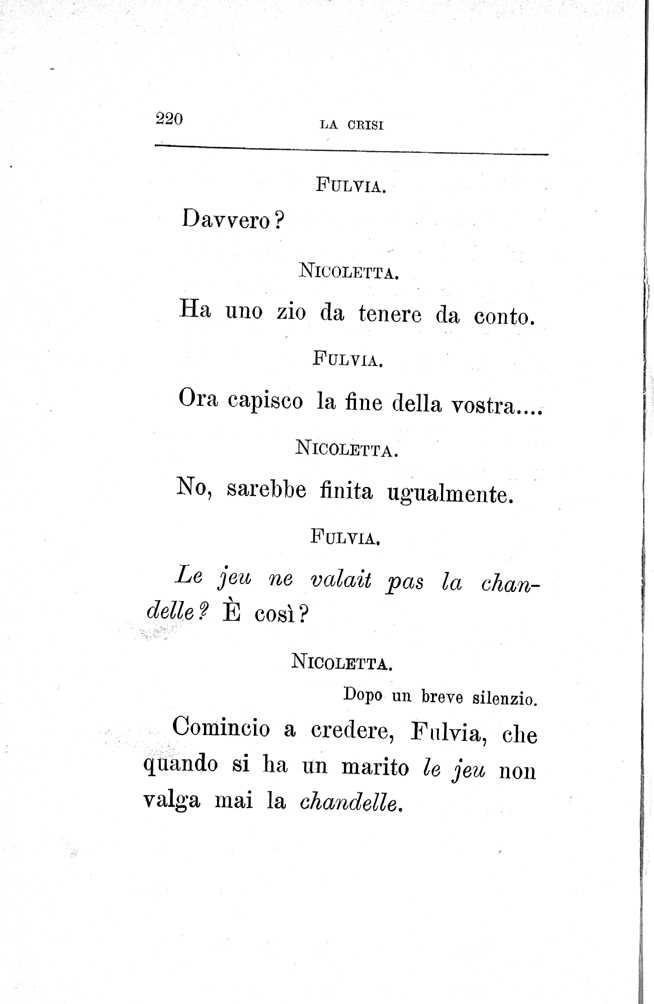 220
LA CRISI
FULVIA.
Davvero?
NICOLETTA.
Ha uno zio da tenere da conto.
FULVIA.
Ora capisco la fine della vostra....
NICOLETTA.
No, sarebbe finita ugualmente.
FULVIA.
Le jeu ne valait pas la chan-
delle? È così?
NICOLETTA.
Dopo un breve silenzio.
Comincio a credere, Fulvia, che
quando si ha un marito le jeu non
valga mai la chandelle.